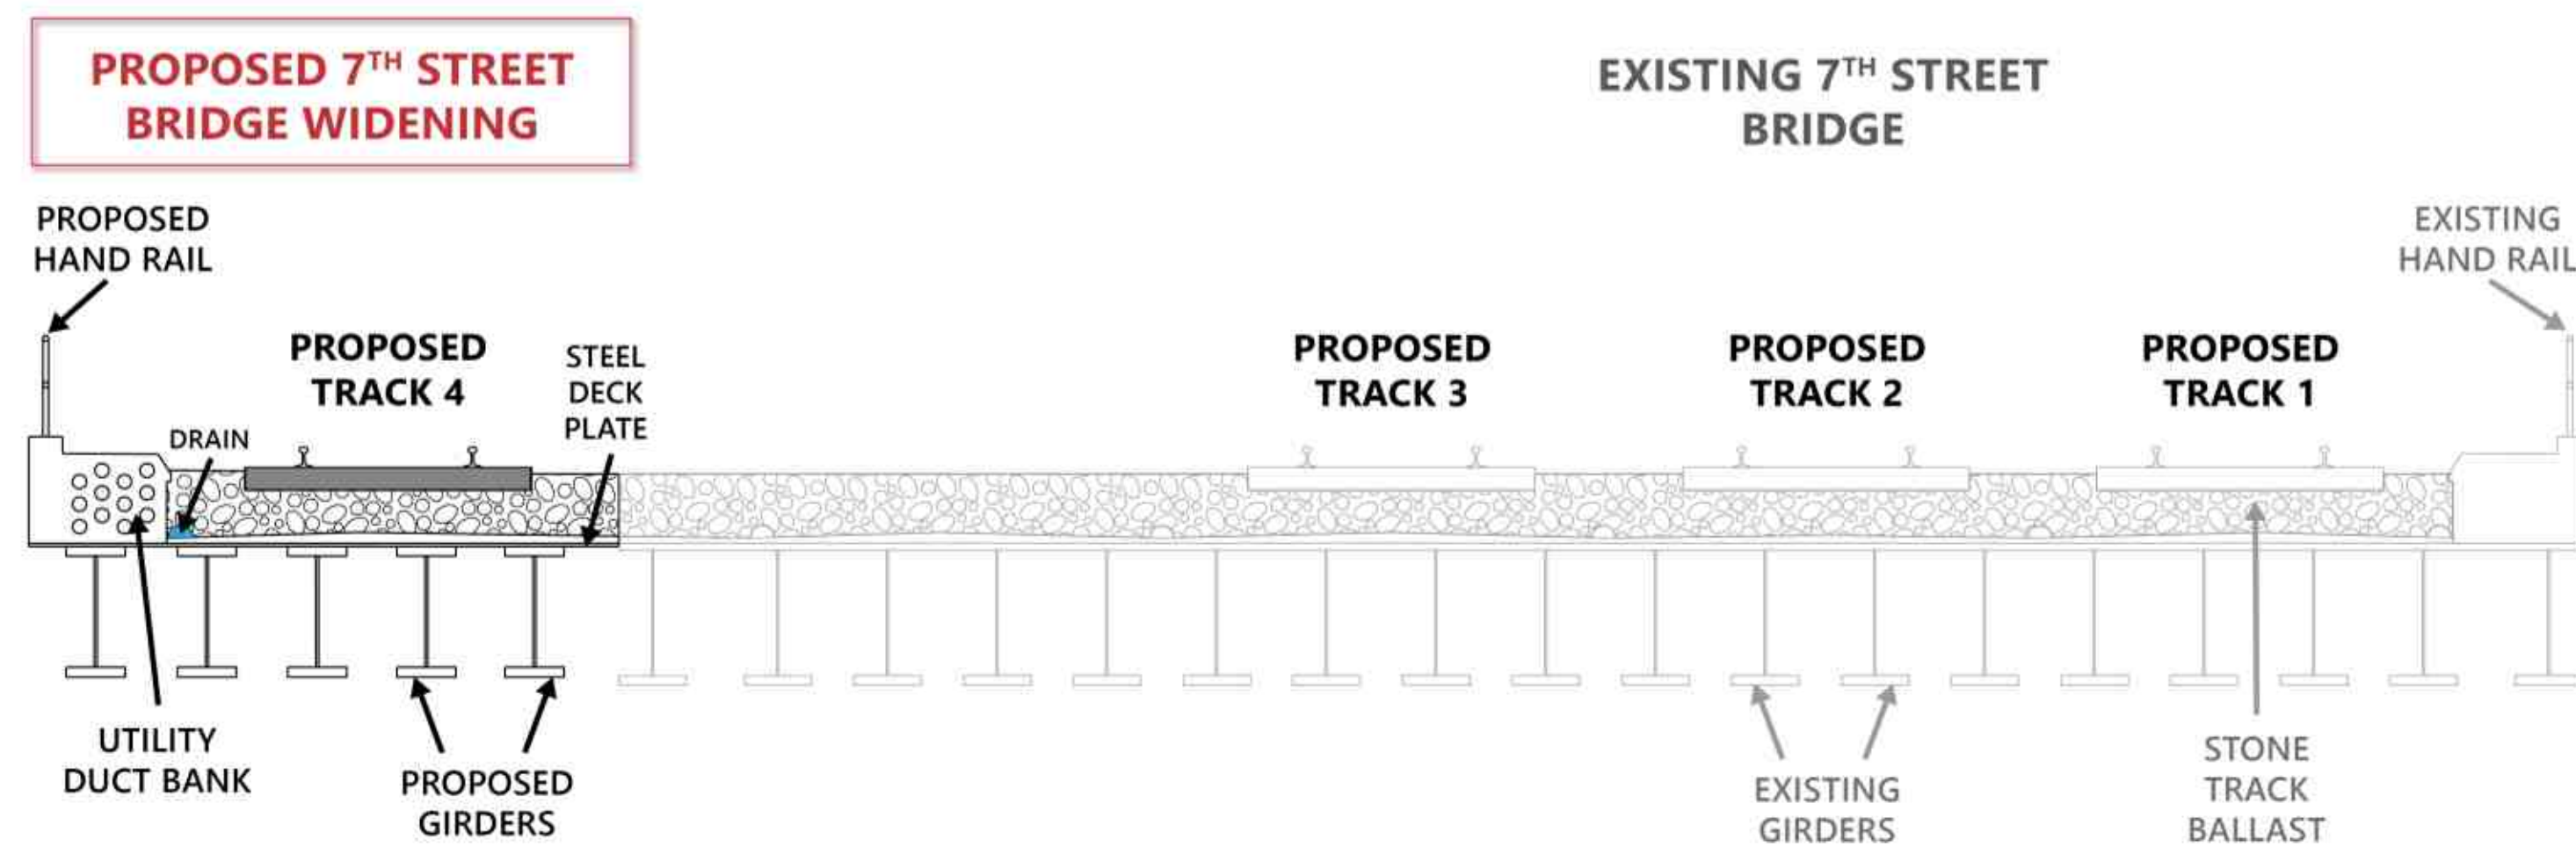 PROPOSED 7TH STREET
BRIDGE WIDENING
EXISTING 7TH STREET
BRIDGE
PROPOSED
HAND RAIL
EXISTING
HAND RAIL
PROPOSED
TRACK 4
STEEL
DECK
PLATE
PROPOSED
TRACK 3
PROPOSED
TRACK 2
PROPOSED
TRACK 1
DRAIN
UTILITY
DUCT BANK
PROPOSED
GIRDERS
EXISTING
GIRDERS
STONE
TRACK
BALLAST